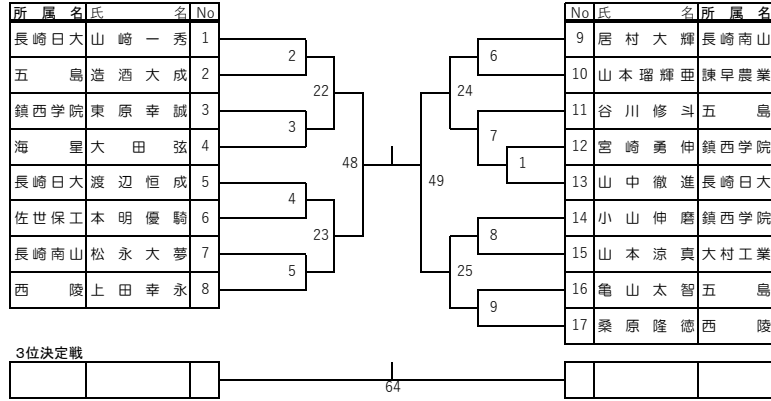 所属名 氏名 No No 氏名 所属名
長崎日大 山﨑一秀 1 9 居村大輝 長崎南山
2 6
五島 造酒大成 2 10 山本瑠輝亜 諫早農業
22 24
鎮西学院 東原幸誠 3 11 谷川修斗 五島
3 7
海星 大田弦 4 12 宮崎勇伸 鎮西学院
48 1
長崎日大 渡辺恒成 5 49 13 山中徹進 長崎日大
4
佐世保工 本明優騎 6 14 小山伸磨 鎮西学院
23 8
長崎南山 松永大夢 7 15 山本涼真 大村工業
5 25
西陵 上田幸永 8 16 亀山太智 五島
9
17 桑原隆徳 西陵
3位決定戦
64